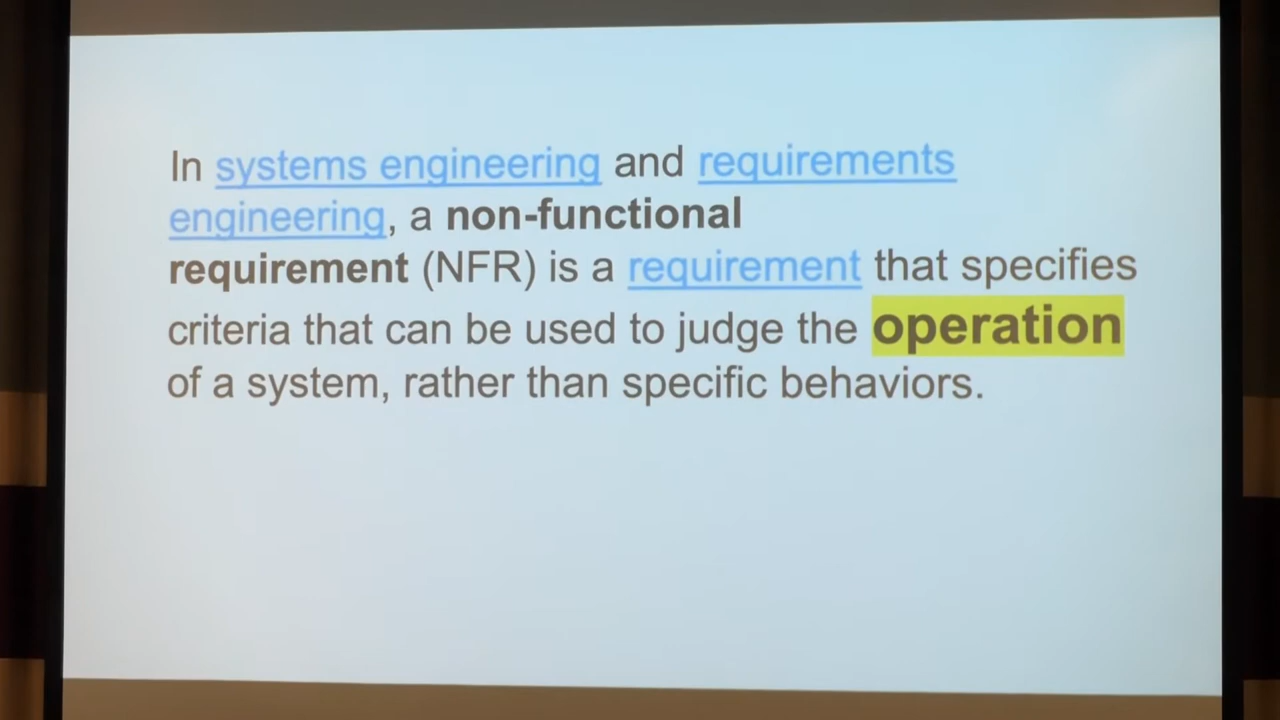 In systems engineering and requirements
engineering, a non-functional
requirement (NFR) is a requirement that specifies
criteria that can be used to judge the operation
of a system, rather than specific behaviors.